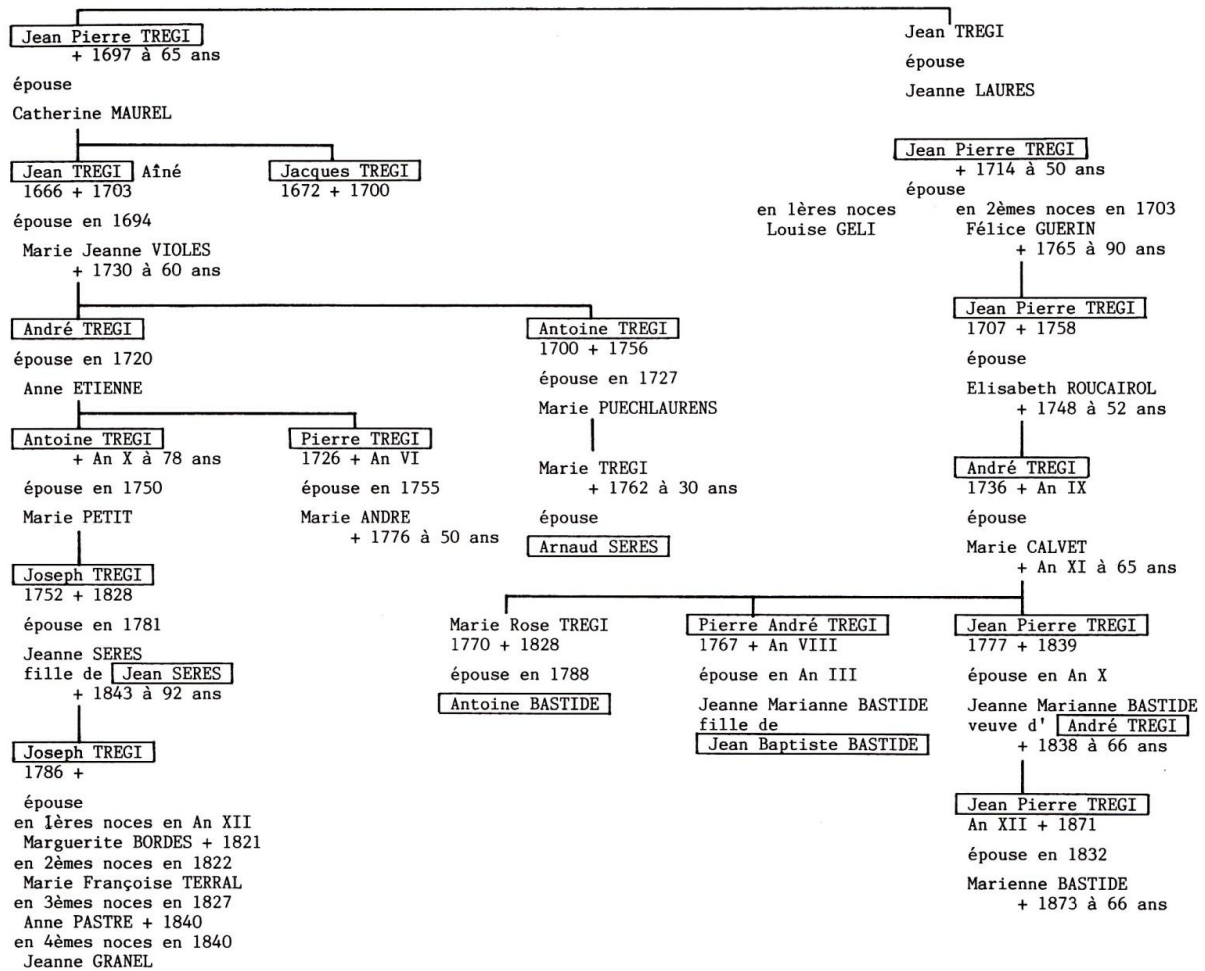 Jean Pierre TREGI
+ 1697 à 65 ans
épouse
Catherine MAUREL
Jean TREGI
épouse
Jeanne LAURES
Jean TREGI Aîné
1666 + 1703
épouse en 1694
Marie Jeanne VIOLES
+ 1730 à 60 ans
Jacques TREGI
1672 + 1700
Jean Pierre TREGI
+ 1714 à 50 ans
épouse
en 1ères noces
Louise GELI
en 2èmes noces en 1703
Félice GUERIN
+ 1765 à 90 ans
André TREGI
épouse en 1720
Anne ETIENNE
Antoine TREGI
1700 + 1756
épouse en 1727
Marie PUECHLAURENS
Jean Pierre TREGI
1707 + 1758
épouse
Elisabeth ROUCAIROL
+ 1748 à 52 ans
Antoine TREGI
+ An X à 78 ans
épouse en 1750
Marie PETIT
Pierre TREGI
1726 + An VI
épouse en 1755
Marie ANDRE
+ 1776 à 50 ans
Marie TREGI
+ 1762 à 30 ans
épouse
Arnaud SERES
André TREGI
1736 + An IX
épouse
Marie CALVET
+ An XI à 65 ans
Joseph TREGI
1752 + 1828
épouse en 1781
Jeanne SERES
fille de Jean SERES
+ 1843 à 92 ans
Marie Rose TREGI
1770 + 1828
épouse en 1788
Antoine BASTIDE
Pierre André TREGI
1767 + An VIII
épouse en An III
Jeanne Marianne BASTIDE
fille de
Jean Baptiste BASTIDE
Jean Pierre TREGI
1777 + 1839
épouse en An X
Jeanne Marianne BASTIDE
veuve d' André TREGI
+ 1838 à 66 ans
Joseph TREGI
1786 +
épouse
en 1ères noces en An XII
Marguerite BORDES + 1821
en 2èmes noces en 1822
Marie Françoise TERRAL
en 3èmes noces en 1827
Anne PASTRE + 1840
en 4èmes noces en 1840
Jeanne GRANEL
Jean Pierre TREGI
An XII + 1871
épouse en 1832
Marienne BASTIDE
+ 1873 à 66 ans